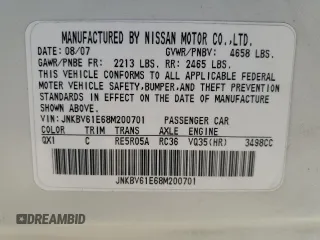 MANUFACTURED BY NISSAN MOTOR CO.,LTD.
DATE: 08/07 GVWR/PNBV: 4658 LBS.
GAWR/PNBE FR: 2213 LBS. RR: 2465 LBS.
THIS VEHICLE CONFORMS TO ALL APPLICABLE FEDERAL
MOTOR VEHICLE SAFETY,BUMPER,AND THEFT PREVENTION
STANDARDS IN EFFECT ON THE DATE OF MANUFACTURE
SHOWN ABOVE.
VIN: JNKBV61E68M200701 PASSENGER CAR
COLOR TRIM TRANS AXLE ENGINE
QX1 C RE5R05A RC36 VQ35(HR) 3498CC
JNKBV61E68M200701
DRIVE AND BID